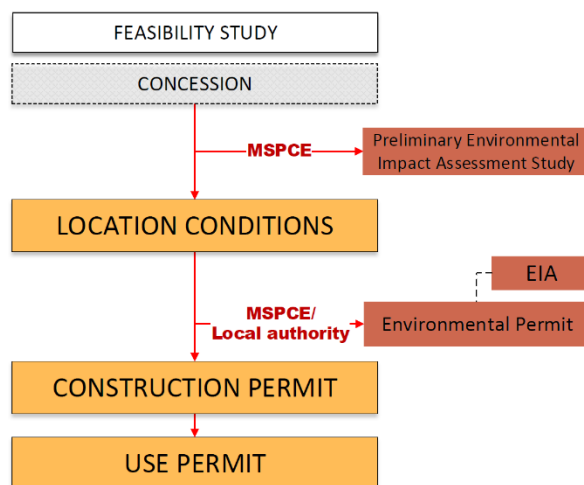 FEASIBILITY STUDY
CONCESSION
MSPCE
Preliminary Environmental
Impact Assessment Study
LOCATION CONDITIONS
EIA
MSPCE/
Local authority
Environmental Permit
CONSTRUCTION PERMIT
USE PERMIT